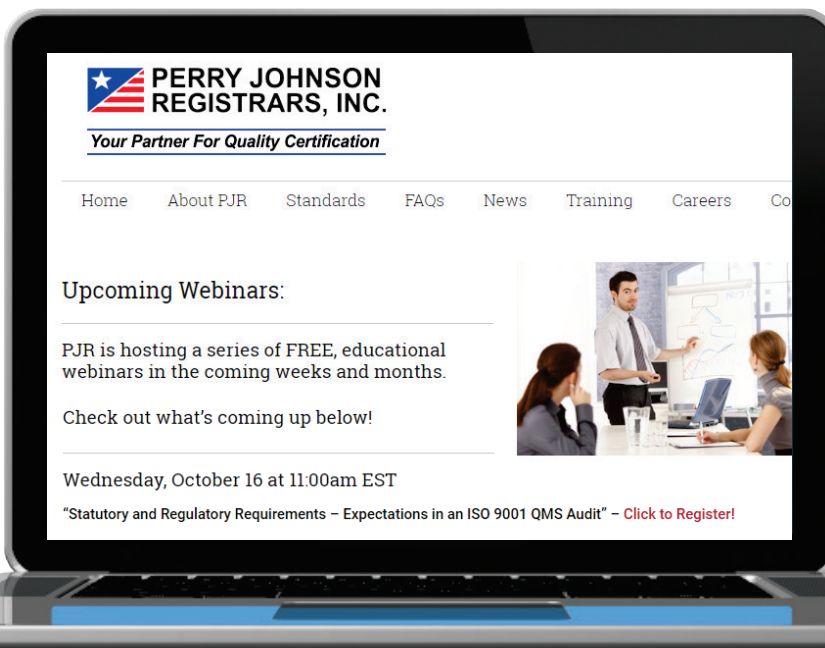 PERRY JOHNSON
REGISTRARS, INC.
Your Partner For Quality Certification
Home About PJR Standards FAQs News Training Careers Co
Upcoming Webinars:
PJR is hosting a series of FREE, educational
webinars in the coming weeks and months.
Check out what's coming up below!
Wednesday, October 16 at 11:00am EST
“Statutory and Regulatory Requirements – Expectations in an ISO 9001 QMS Audit” – Click to Register!